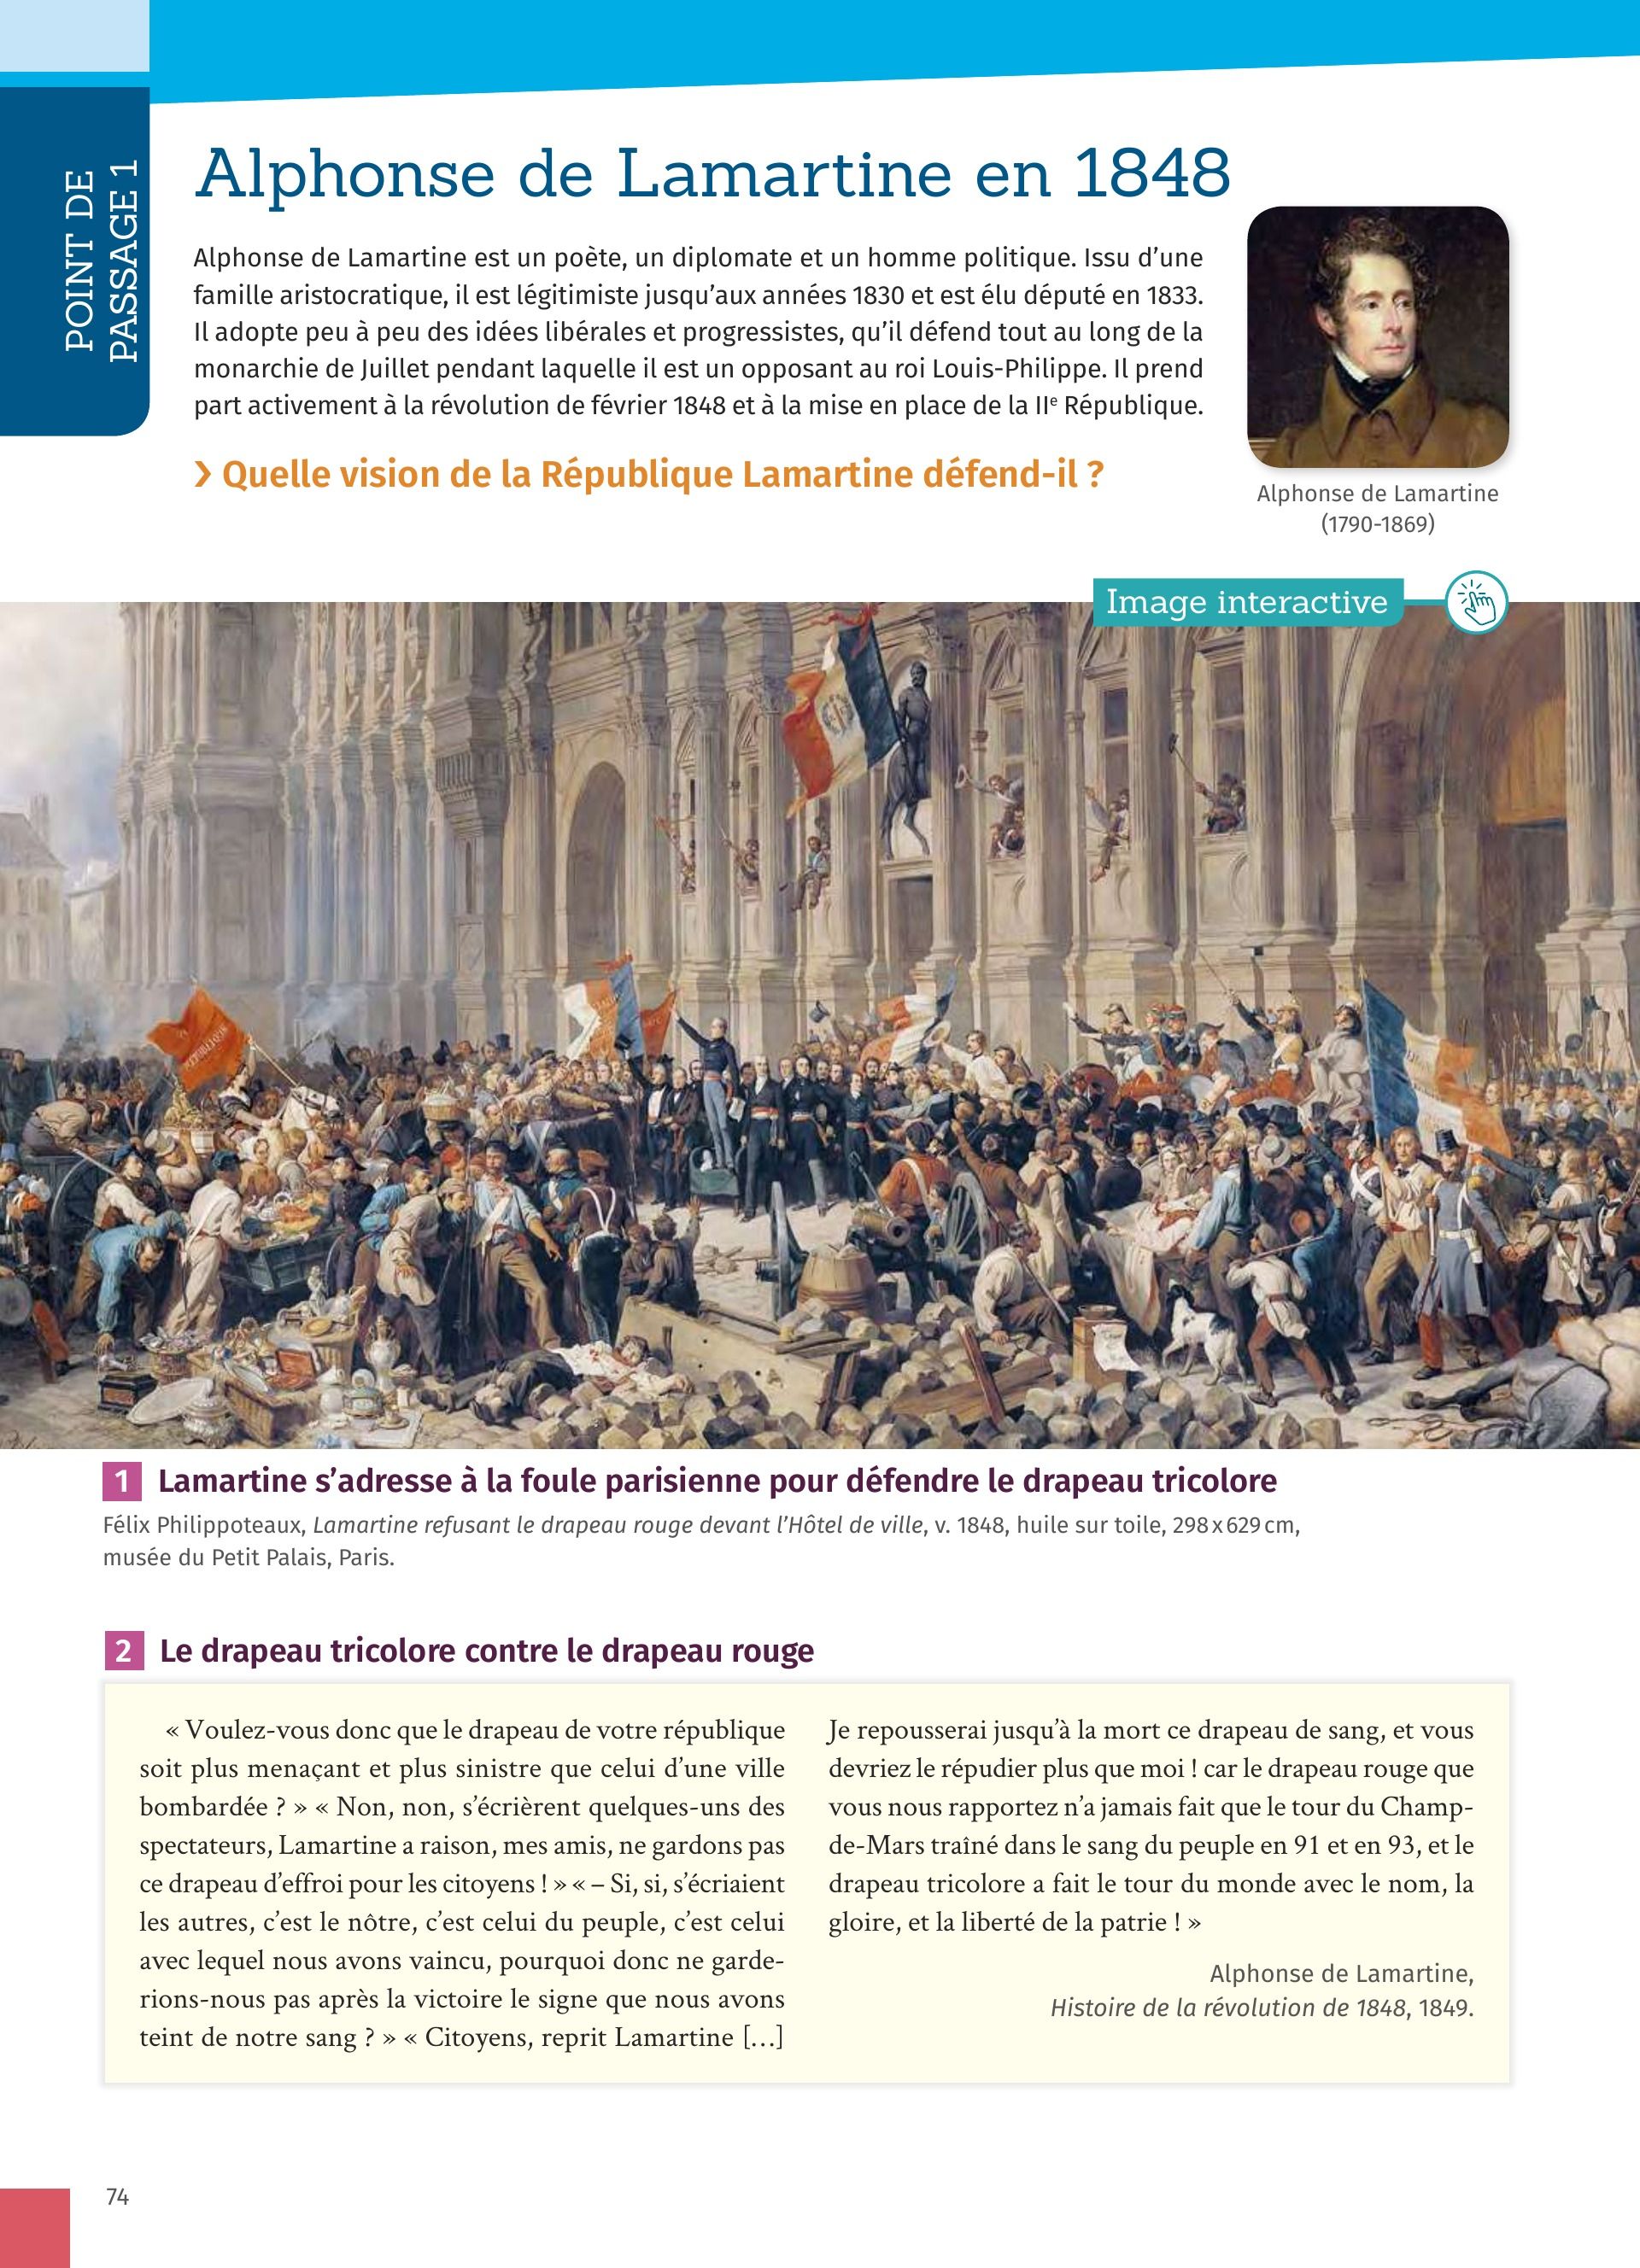 POINT DE
PASSAGE 1
Alphonse de Lamartine en 1848
Alphonse de Lamartine est un poète, un diplomate et un homme politique. Issu d’une
famille aristocratique, il est légitimiste jusqu’aux années 1830 et est élu député en 1833.
Il adopte peu à peu des idées libérales et progressistes, qu’il défend tout au long de la
monarchie de Juillet pendant laquelle il est un opposant au roi Louis-Philippe. Il prend
part activement à la révolution de février 1848 et à la mise en place de la IIe République.
› Quelle vision de la République Lamartine défend-il ?
Alphonse de Lamartine
(1790-1869)
Image interactive
1 Lamartine s’adresse à la foule parisienne pour défendre le drapeau tricolore
Félix Philippoteaux, Lamartine refusant le drapeau rouge devant l’Hôtel de ville, v. 1848, huile sur toile, 298 x 629 cm,
musée du Petit Palais, Paris.
2 Le drapeau tricolore contre le drapeau rouge
« Voulez-vous donc que le drapeau de votre république
soit plus menaçant et plus sinistre que celui d’une ville
bombardée ? » « Non, non, s’écrièrent quelques-uns des
spectateurs, Lamartine a raison, mes amis, ne gardons pas
ce drapeau d’effroi pour les citoyens ! » « – Si, si, s’écriaient
les autres, c’est le nôtre, c’est celui du peuple, c’est celui
avec lequel nous avons vaincu, pourquoi donc ne garde-
rions-nous pas après la victoire le signe que nous avons
teint de notre sang ? » « Citoyens, reprit Lamartine […]
Je repousserai jusqu’à la mort ce drapeau de sang, et vous
devriez le répudier plus que moi ! car le drapeau rouge que
vous nous rapportez n’a jamais fait que le tour du Champ-
de-Mars traîné dans le sang du peuple en 91 et en 93, et le
drapeau tricolore a fait le tour du monde avec le nom, la
gloire, et la liberté de la patrie ! »
Alphonse de Lamartine,
Histoire de la révolution de 1848, 1849.
74